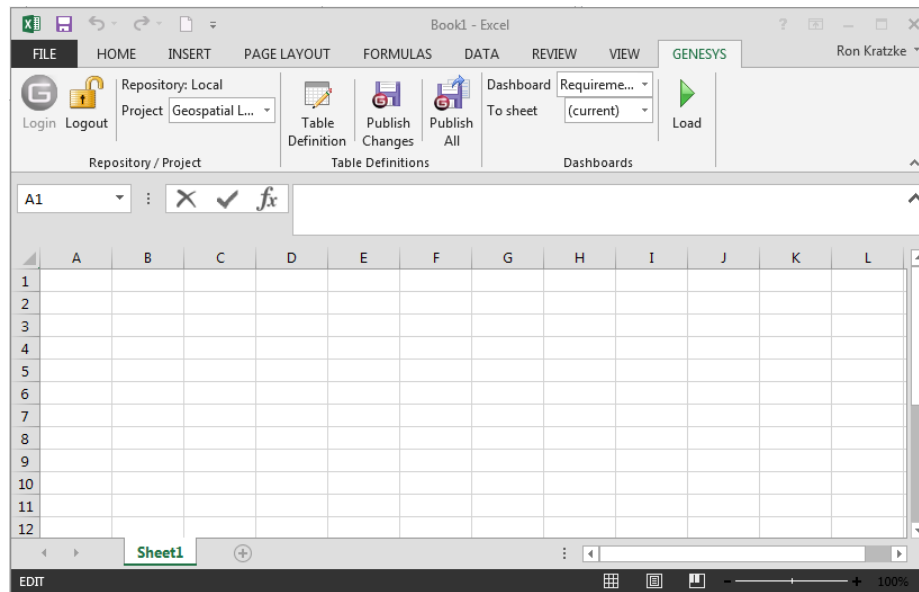 Book1 - Excel
FILE HOME INSERT PAGE LAYOUT FORMULAS DATA REVIEW VIEW GENESYS Ron Kratzke
Login Logout
Repository: Local
Project Geospatial L...
Repository / Project
Table Definition
Publish Changes
Publish All
Table Definitions
Dashboard Requireme...
To sheet (current)
Load
Dashboards
A1 fx
A B C D E F G H I J K L
1
2
3
4
5
6
7
8
9
10
11
12
Sheet1
EDIT 100%